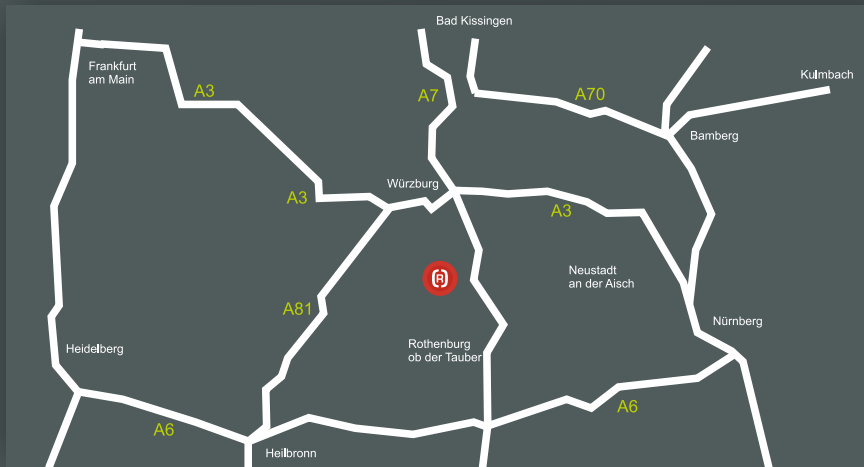 Bad Kissingen
Frankfurt
am Main
Kulmbach
A3
A7
A70
Bamberg
Würzburg
A3
A3
R
Neustadt
an der Aisch
A81
Nürnberg
Heidelberg
Rothenburg
ob der Tauber
A6
A6
Heilbronn